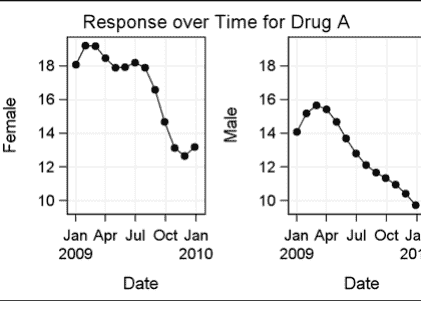 Response over Time for Drug A
Female
18
16
14
12
10
Jan Apr Jul Oct Jan
2009 2010
Date
Male
18
16
14
12
10
Jan Apr Jul Oct
2009
Date